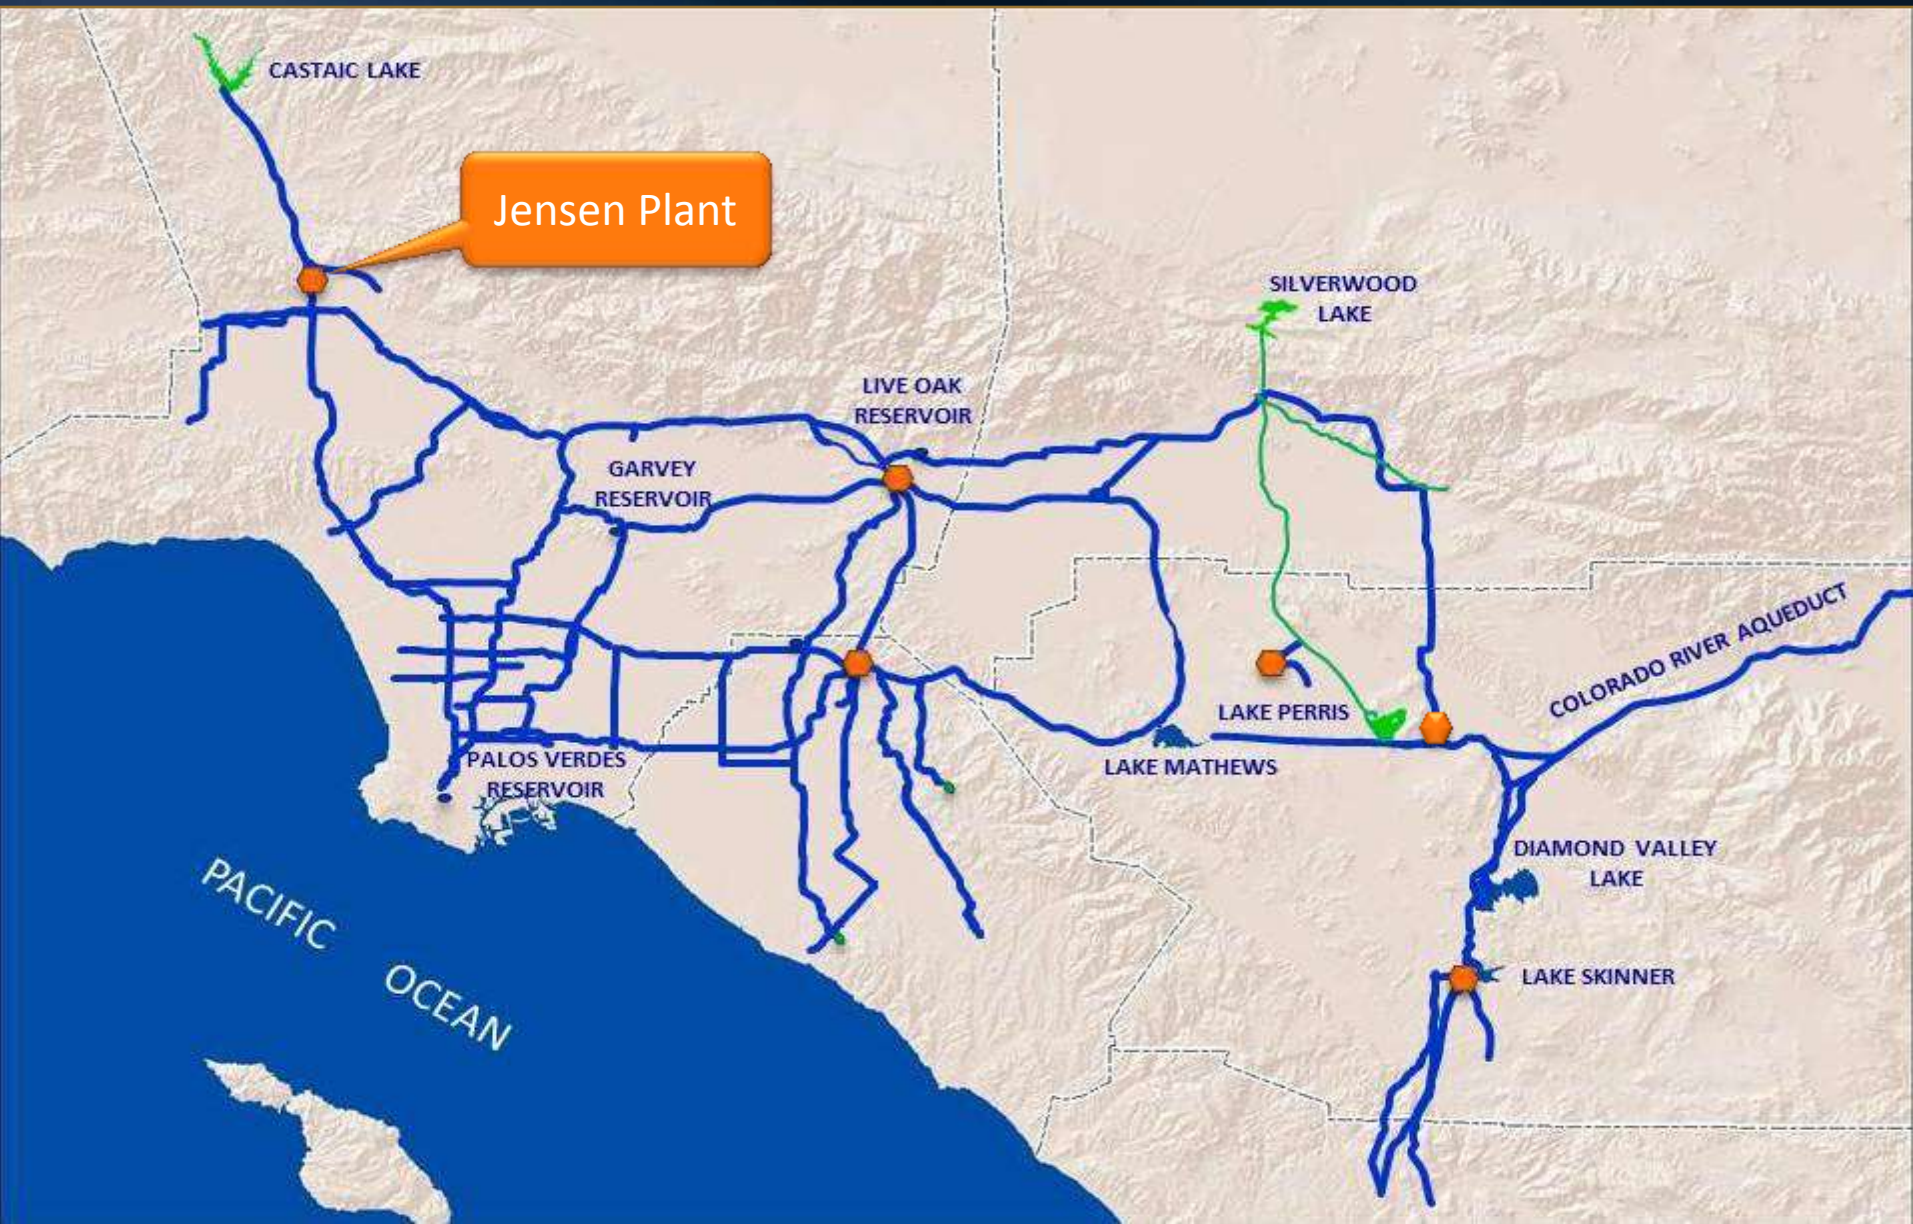 CASTAIC LAKE
Jensen Plant
SILVERWOOD
LAKE
LIVE OAK
RESERVOIR
GARVEY
RESERVOIR
COLORADO RIVER AQUEDUCT
LAKE PERRIS
LAKE MATHEWS
PALOS VERDES
RESERVOIR
DIAMOND VALLEY
LAKE
PACIFIC
OCEAN
LAKE SKINNER